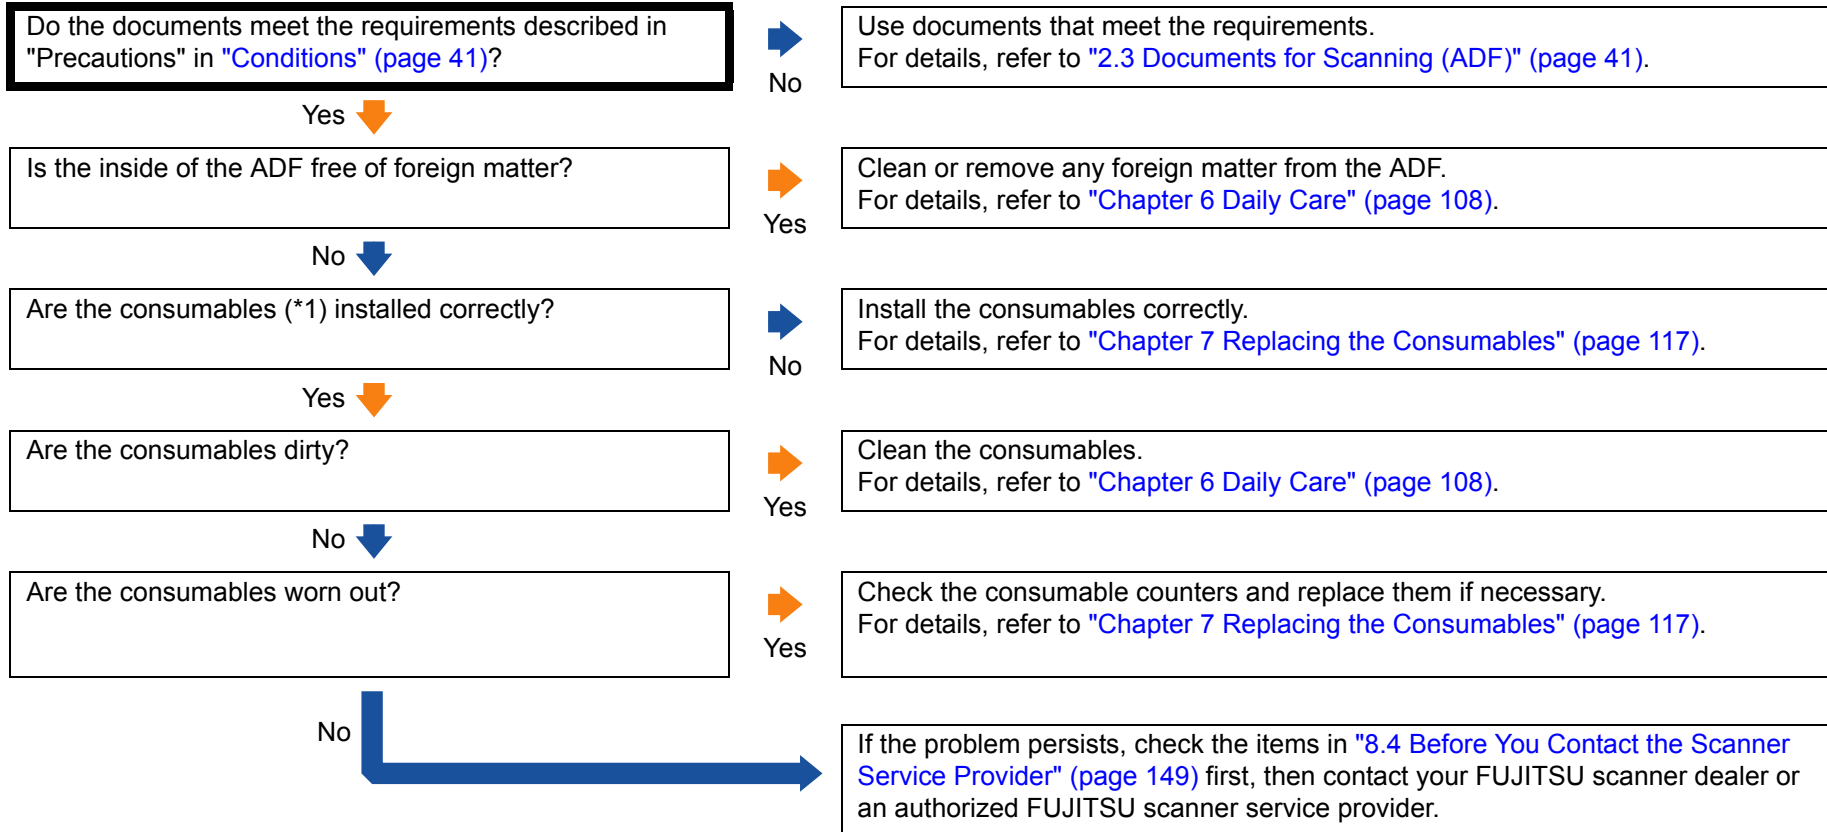 Do the documents meet the requirements described in
"Precautions" in "Conditions" (page 41)?
No
Use documents that meet the requirements.
For details, refer to "2.3 Documents for Scanning (ADF)" (page 41).
Yes
Is the inside of the ADF free of foreign matter?
Yes
Clean or remove any foreign matter from the ADF.
For details, refer to "Chapter 6 Daily Care" (page 108).
No
Are the consumables (*1) installed correctly?
No
Install the consumables correctly.
For details, refer to "Chapter 7 Replacing the Consumables" (page 117).
Yes
Are the consumables dirty?
Yes
Clean the consumables.
For details, refer to "Chapter 6 Daily Care" (page 108).
No
Are the consumables worn out?
Yes
Check the consumable counters and replace them if necessary.
For details, refer to "Chapter 7 Replacing the Consumables" (page 117).
No
If the problem persists, check the items in "8.4 Before You Contact the Scanner
Service Provider" (page 149) first, then contact your FUJITSU scanner dealer or
an authorized FUJITSU scanner service provider.